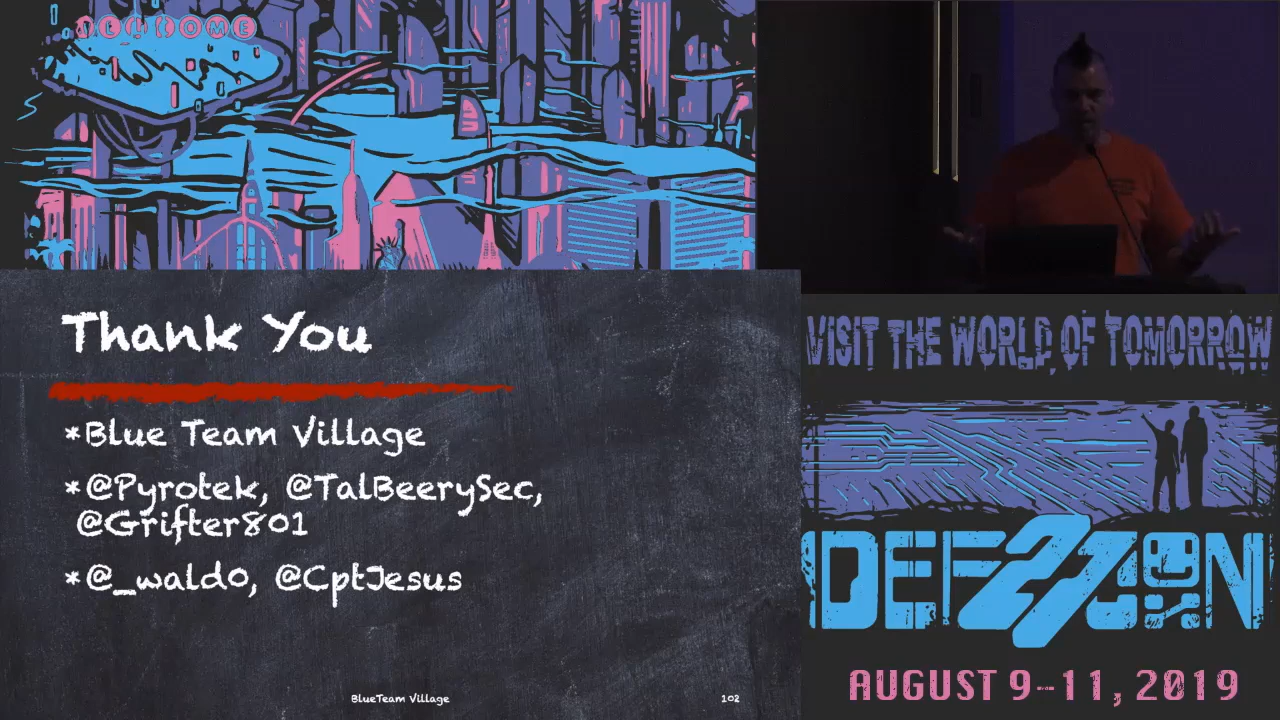 WELCOME
Thank You
*Blue Team Village
*@Pyrotek, @TalBeerySec,
@Grifter801
*@_wald0, @CptJesus
BlueTeam Village
102
VISIT THE WORLD OF TOMORROW
DEF 27 CON
AUGUST 9-11, 2019